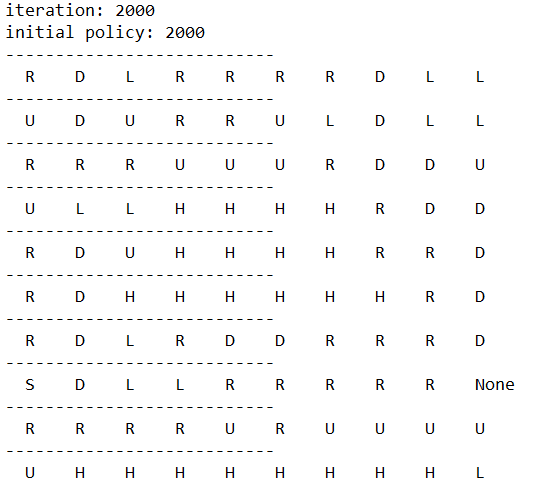 iteration: 2000
initial policy: 2000
---------------------------
R D L R R R R D L L
---------------------------
U D U R R U L D L L
---------------------------
R R R U U U R D D U
---------------------------
U L L H H H H R D D
---------------------------
R D U H H H H R R D
---------------------------
R D H H H H H H R D
---------------------------
R D L R D D R R R D
---------------------------
S D L L R R R R R None
---------------------------
R R R R U R U U U U
---------------------------
U H H H H H H H H L